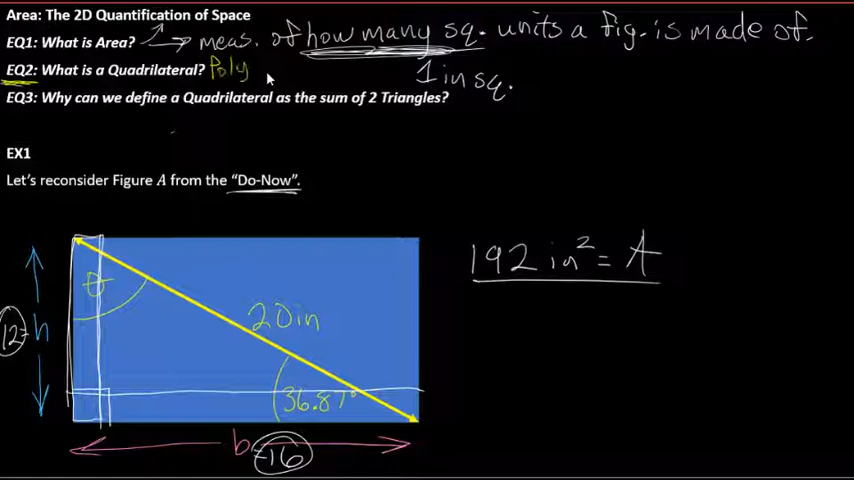 Area: The 2D Quantification of Space
EQ1: What is Area? meas. of how many sq. units a fig. is made of.
EQ2: What is a Quadrilateral? Poly 1 in sq.
EQ3: Why can we define a Quadrilateral as the sum of 2 Triangles?
EX1
Let's reconsider Figure A from the “Do-Now”.
192 in² = A
θ
20in
12=h
36.87°
b=16